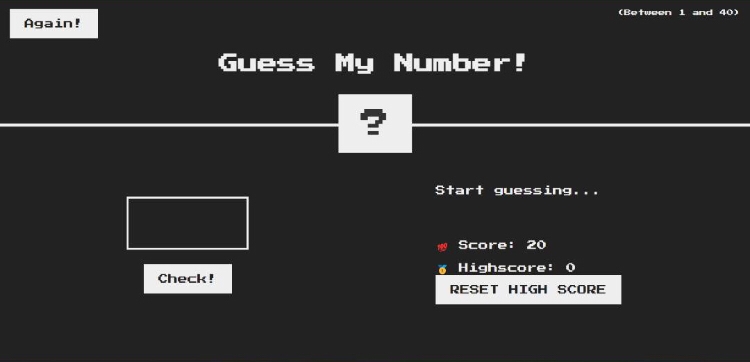 Again!
(Between 1 and 40)
Guess My Number!
?
Start guessing...
💯 Score: 20
🥇 Highscore: 0
Check!
RESET HIGH SCORE